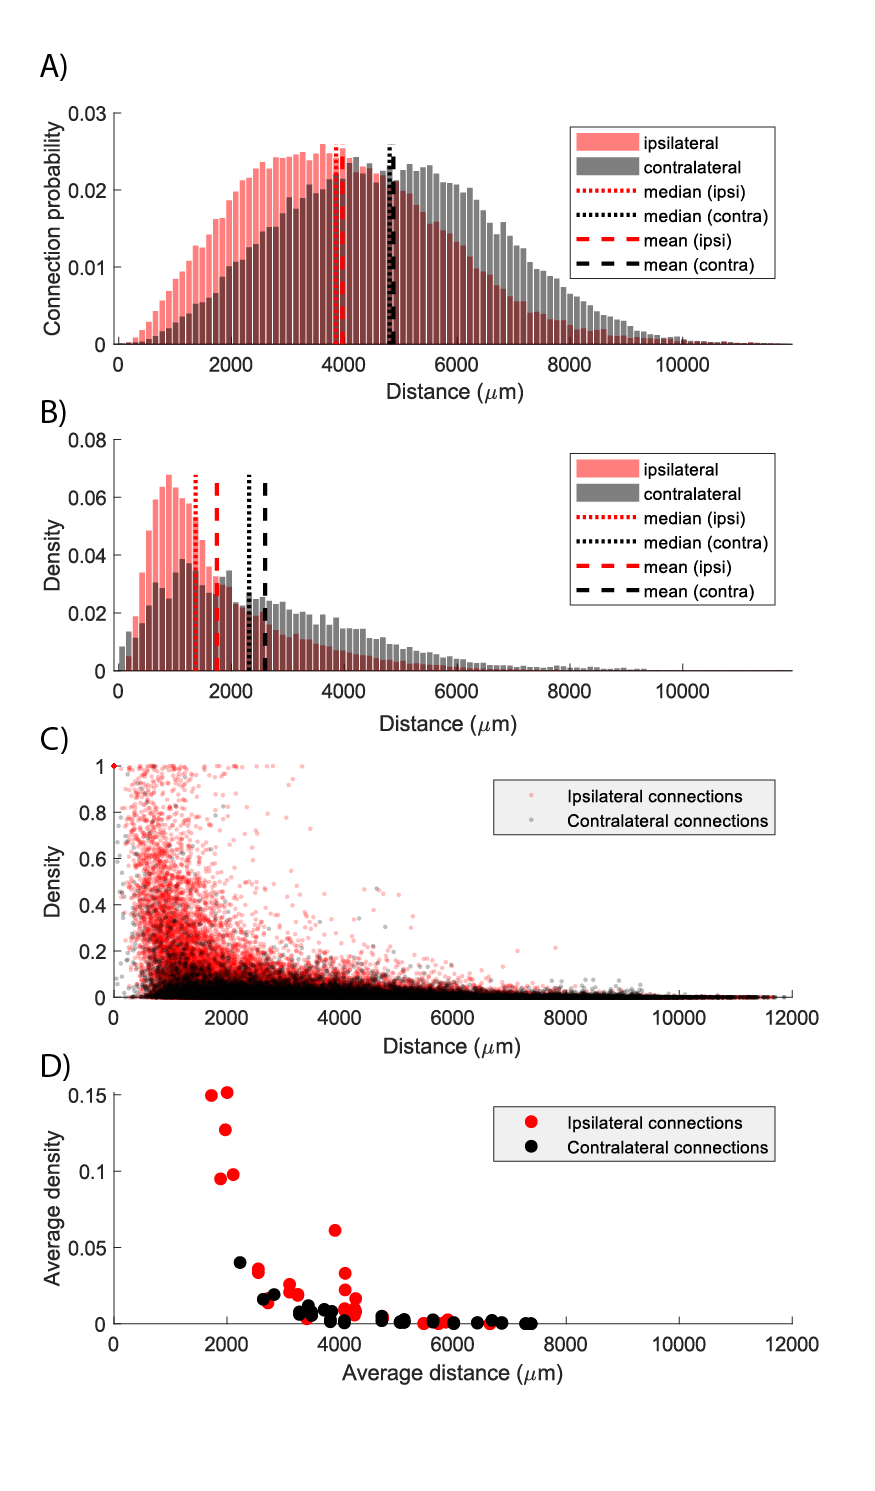 A)
Connection probability
0.03
0.02
0.01
0
ipsilateral
contralateral
median (ipsi)
median (contra)
mean (ipsi)
mean (contra)
0 2000 4000 6000 8000 10000
Distance (μm)
B)
Density
0.08
0.06
0.04
0.02
0
ipsilateral
contralateral
median (ipsi)
median (contra)
mean (ipsi)
mean (contra)
0 2000 4000 6000 8000 10000
Distance (μm)
C)
Density
1
0.8
0.6
0.4
0.2
0
Ipsilateral connections
Contralateral connections
0 2000 4000 6000 8000 10000 12000
Distance (μm)
D)
Average density
0.15
0.1
0.05
0
Ipsilateral connections
Contralateral connections
0 2000 4000 6000 8000 10000 12000
Average distance (μm)